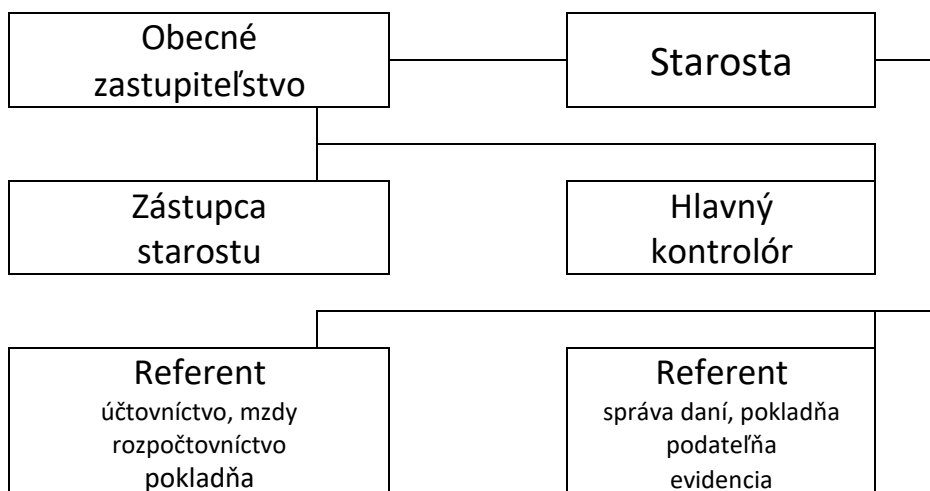 Obecné
zastupiteľstvo
Starosta
Zástupca
starostu
Hlavný
kontrolór
Referent
účtovníctvo, mzdy
rozpočtovníctvo
pokladňa
Referent
správa daní, pokladňa
podateľňa
evidencia